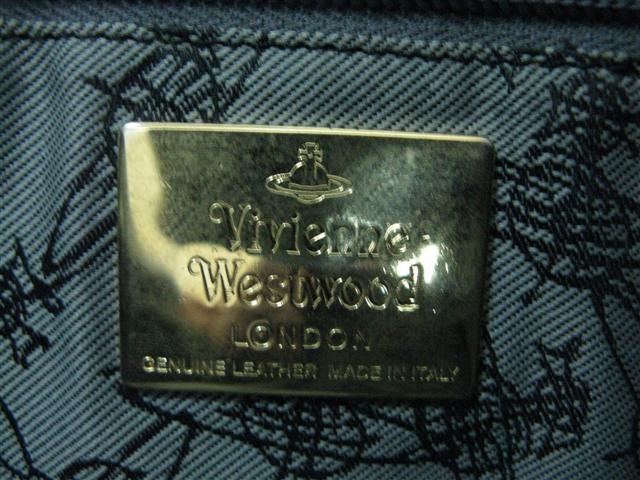 Vivienne
Westwood
LONDON
GENUINE LEATHER MADE IN ITALY